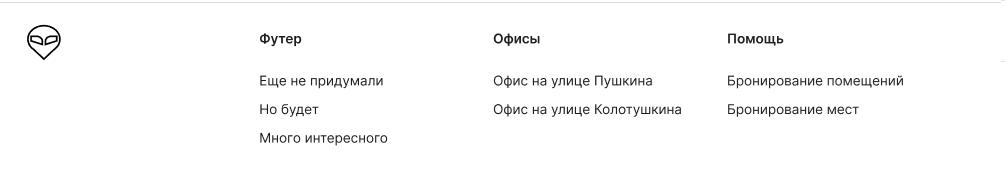 Футер
Еще не придумали
Но будет
Много интересного
Офисы
Офис на улице Пушкина
Офис на улице Колотушкина
Помощь
Бронирование помещений
Бронирование мест